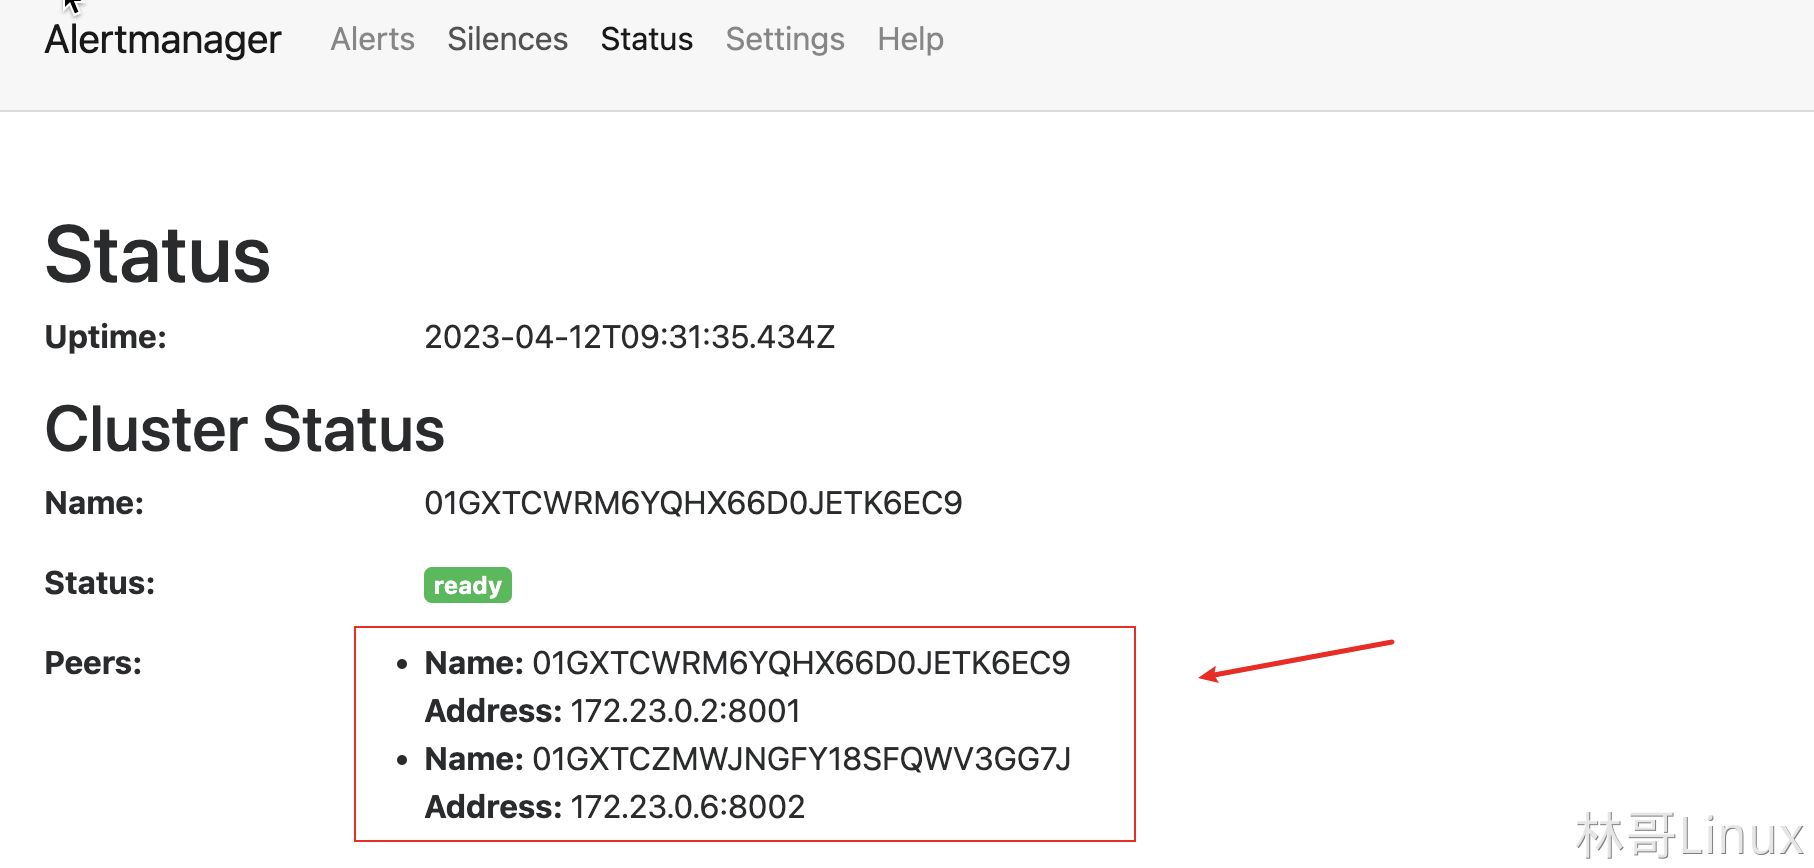 Alertmanager Alerts Silences Status Settings Help
Status
Uptime: 2023-04-12T09:31:35.434Z
Cluster Status
Name: 01GXTCWRM6YQHX66D0JETK6EC9
Status: ready
Peers: • Name: 01GXTCWRM6YQHX66D0JETK6EC9
Address: 172.23.0.2:8001
• Name: 01GXTCZMWJNGFY18SFQWV3GG7J
Address: 172.23.0.6:8002
林哥Linux